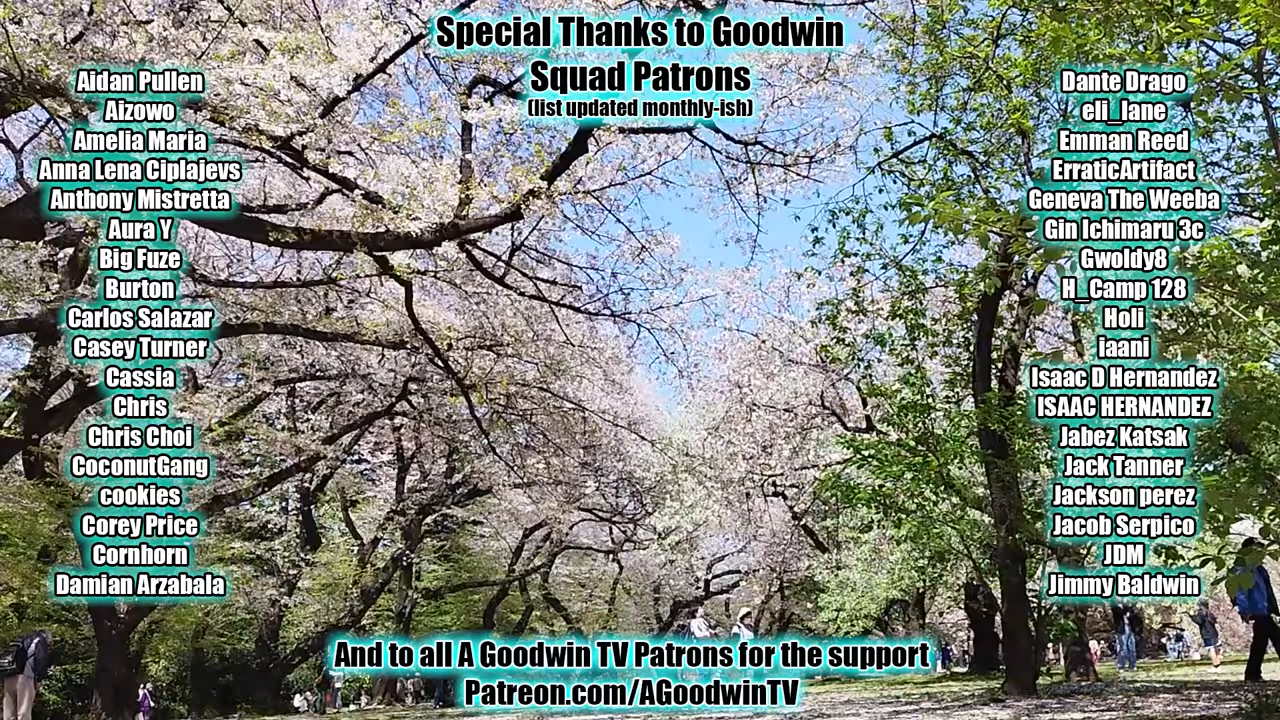 Special Thanks to Goodwin
Squad Patrons
(list updated monthly-ish)
Aidan Pullen
Aizowo
Amelia Maria
Anna Lena Ciplajevs
Anthony Mistretta
Aura Y
Big Fuze
Burton
Carlos Salazar
Casey Turner
Cassia
Chris
Chris Choi
CoconutGang
cookies
Corey Price
Cornhorn
Damian Arzabala
Dante Drago
eli_lane
Emman Reed
ErraticArtifact
Geneva The Weeba
Gin Ichimaru 3c
Gwoldy8
H_Camp 128
Holi
iaani
Isaac D Hernandez
ISAAC HERNANDEZ
Jabez Katsak
Jack Tanner
Jackson perez
Jacob Serpico
JDM
Jimmy Baldwin
And to all A Goodwin TV Patrons for the support
Patreon.com/AGoodwinTV